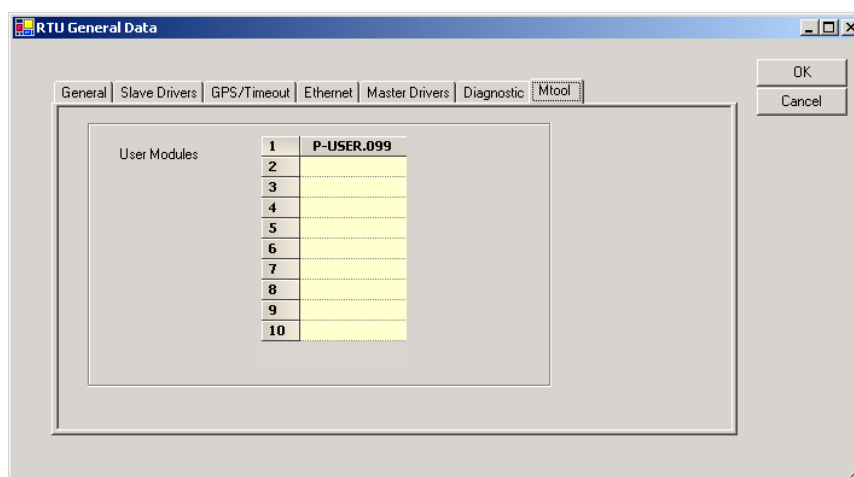 RTU General Data
OK
General Slave Drivers GPS/Timeout Ethernet Master Drivers Diagnostic Mtool
Cancel
User Modules
1 P-USER.099
2
3
4
5
6
7
8
9
10